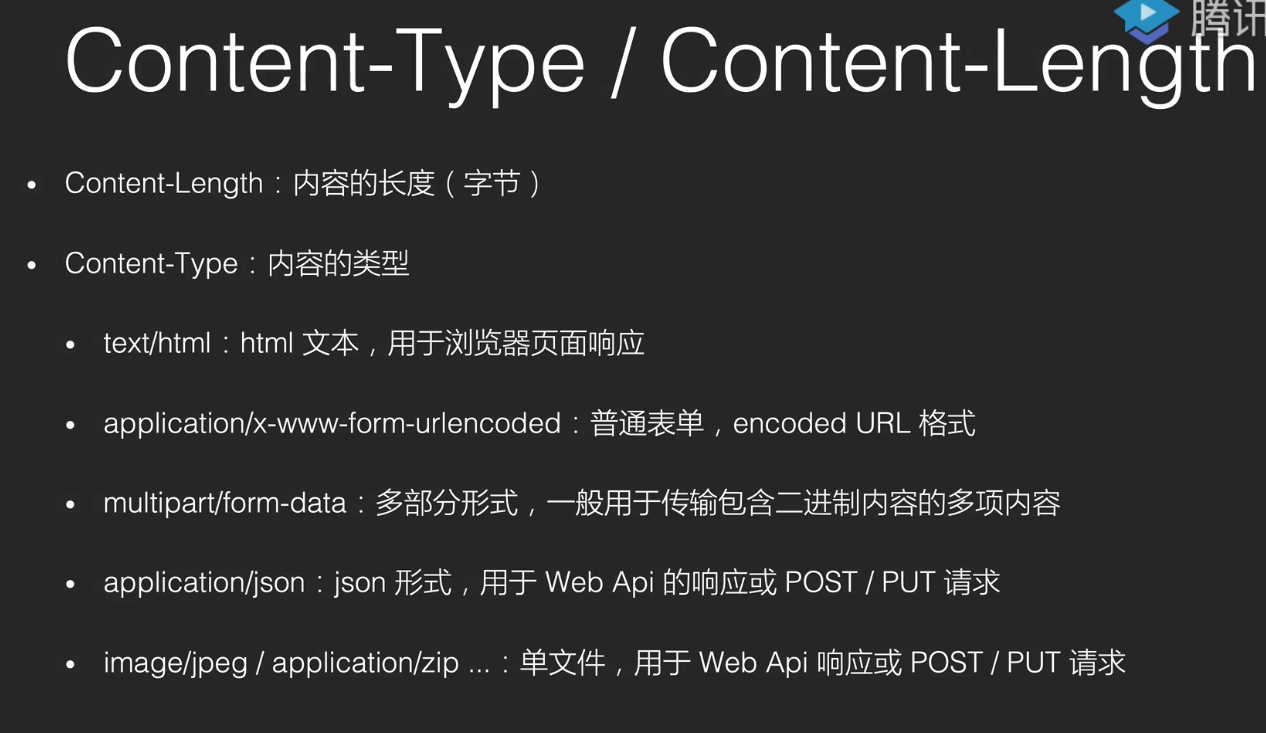 腾讯
Content-Type / Content-Length
• Content-Length：内容的长度（字节）
• Content-Type：内容的类型
• text/html：html 文本，用于浏览器页面响应
• application/x-www-form-urlencoded：普通表单，encoded URL 格式
• multipart/form-data：多部分形式，一般用于传输包含二进制内容的多项内容
• application/json：json 形式，用于 Web Api 的响应或 POST / PUT 请求
• image/jpeg / application/zip ...：单文件，用于 Web Api 响应或 POST / PUT 请求